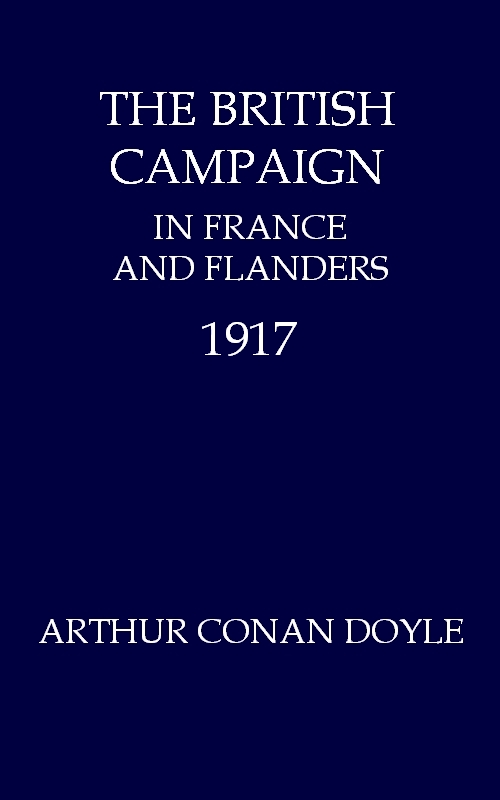 THE BRITISH
CAMPAIGN
IN FRANCE
AND FLANDERS
1917
ARTHUR CONAN DOYLE